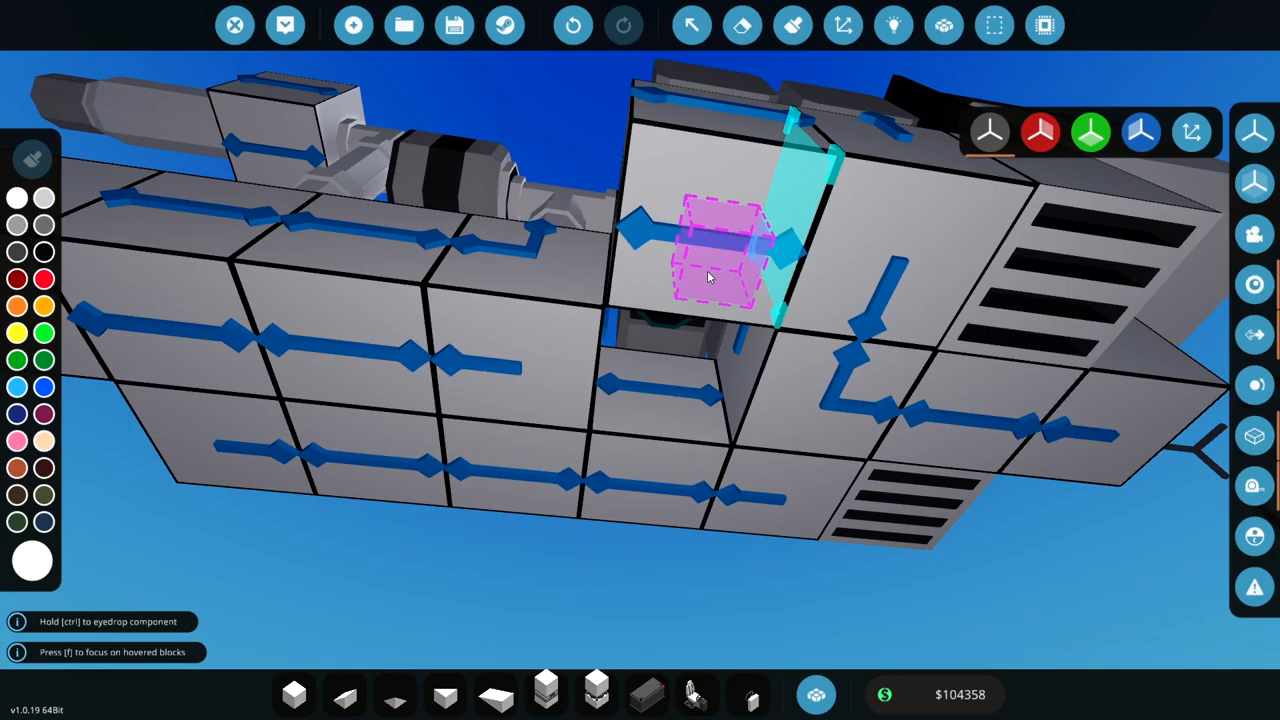 Hold [ctrl] to eyedrop component
Press [f] to focus on hovered blocks
$ $104358
v1.0.19 64Bit